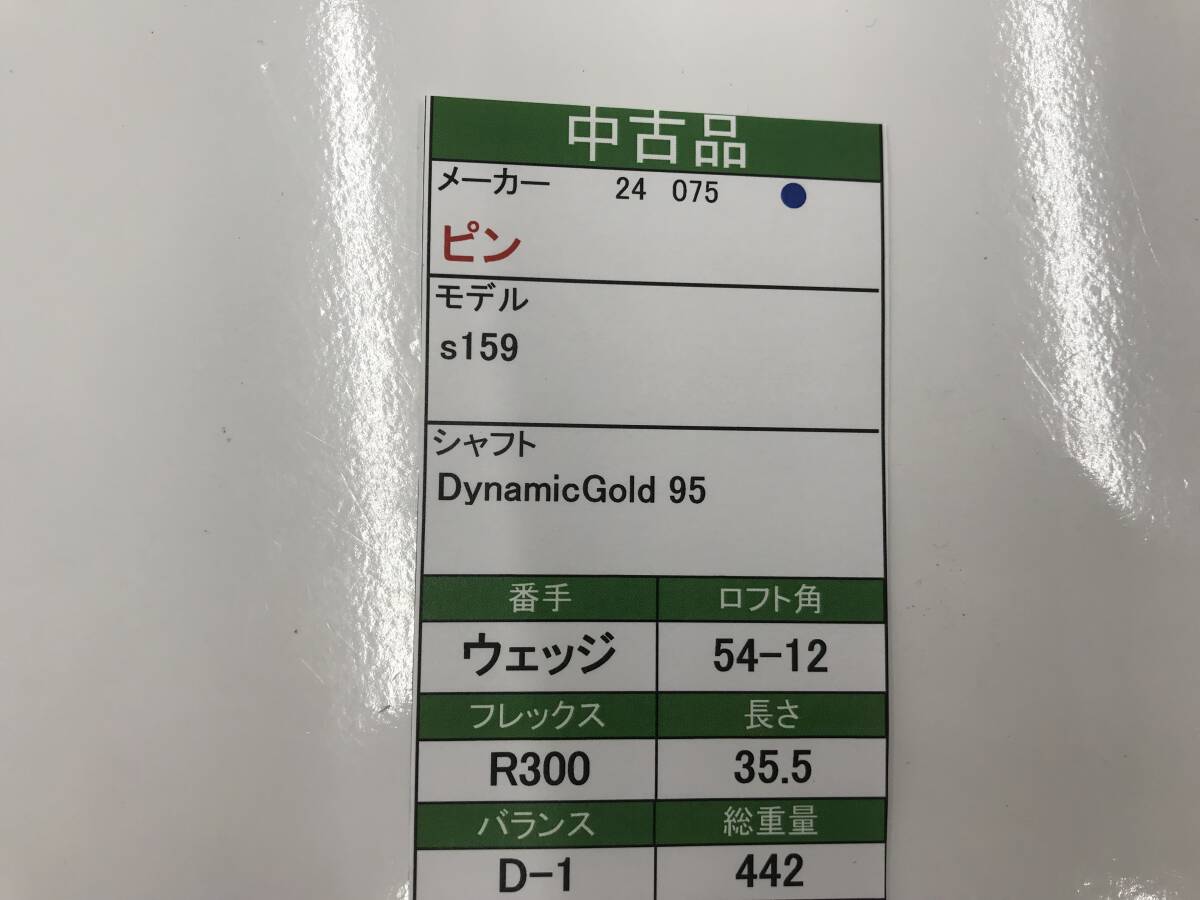 中古品
メーカー 24 075
ピン
モデル
s159
シャフト
DynamicGold 95
番手 ロフト角
ウェッジ 54-12
フレックス 長さ
R300 35.5
バランス 総重量
D-1 442